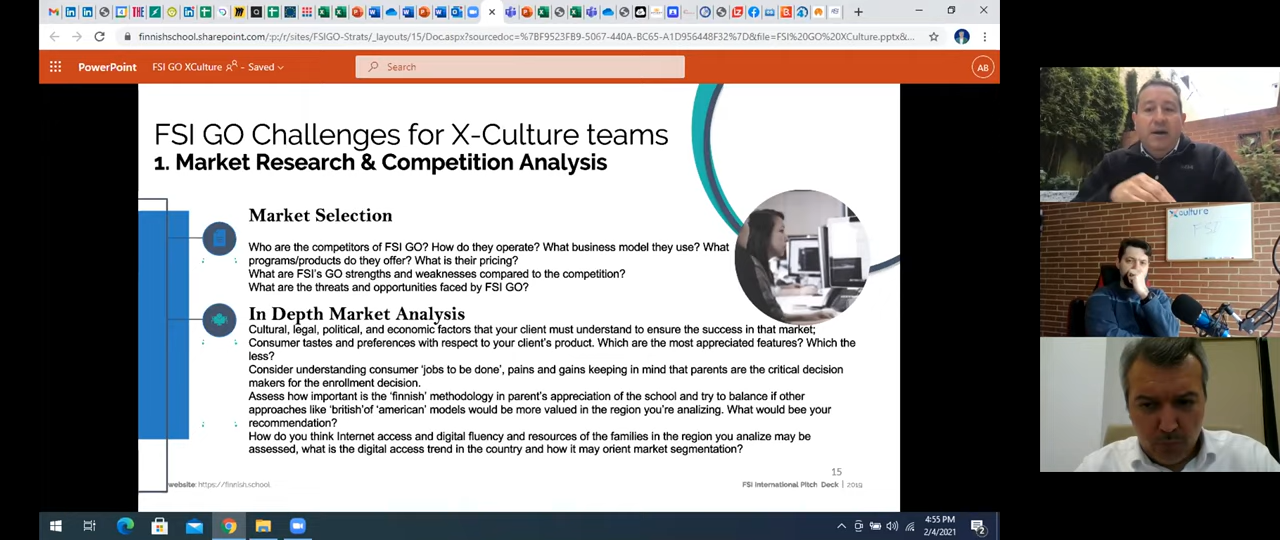 finnishschool.sharepoint.com/:p:/r/sites/FSIGO-Strats/_layouts/15/Doc.aspx?sourcedoc=%7BF9523FB9-5067-440A-BC65-A1D956448F32%7D&file=FSI%20GO%20XCulture.pptx&...
PowerPoint FSI GO XCulture - Saved Search AB
FSI GO Challenges for X-Culture teams
1. Market Research & Competition Analysis
Market Selection
Who are the competitors of FSI GO? How do they operate? What business model they use? What
programs/products do they offer? What is their pricing?
What are FSI's GO strengths and weaknesses compared to the competition?
What are the threats and opportunities faced by FSI GO?
In Depth Market Analysis
Cultural, legal, political, and economic factors that your client must understand to ensure the success in that market;
Consumer tastes and preferences with respect to your client's product. Which are the most appreciated features? Which the
less?
Consider understanding consumer 'jobs to be done', pains and gains keeping in mind that parents are the critical decision
makers for the enrollment decision.
Assess how important is the 'finnish' methodology in parent's appreciation of the school and try to balance if other
approaches like 'british'of 'american' models would be more valued in the region you're analizing. What would bee your
recommendation?
How do you think Internet access and digital fluency and resources of the families in the region you analize may be
assessed, what is the digital access trend in the country and how it may orient market segmentation?
15
website: https://finnish.school
FSI International Pitch Deck | 2019
4:55 PM
2/4/2021
culture
FSI